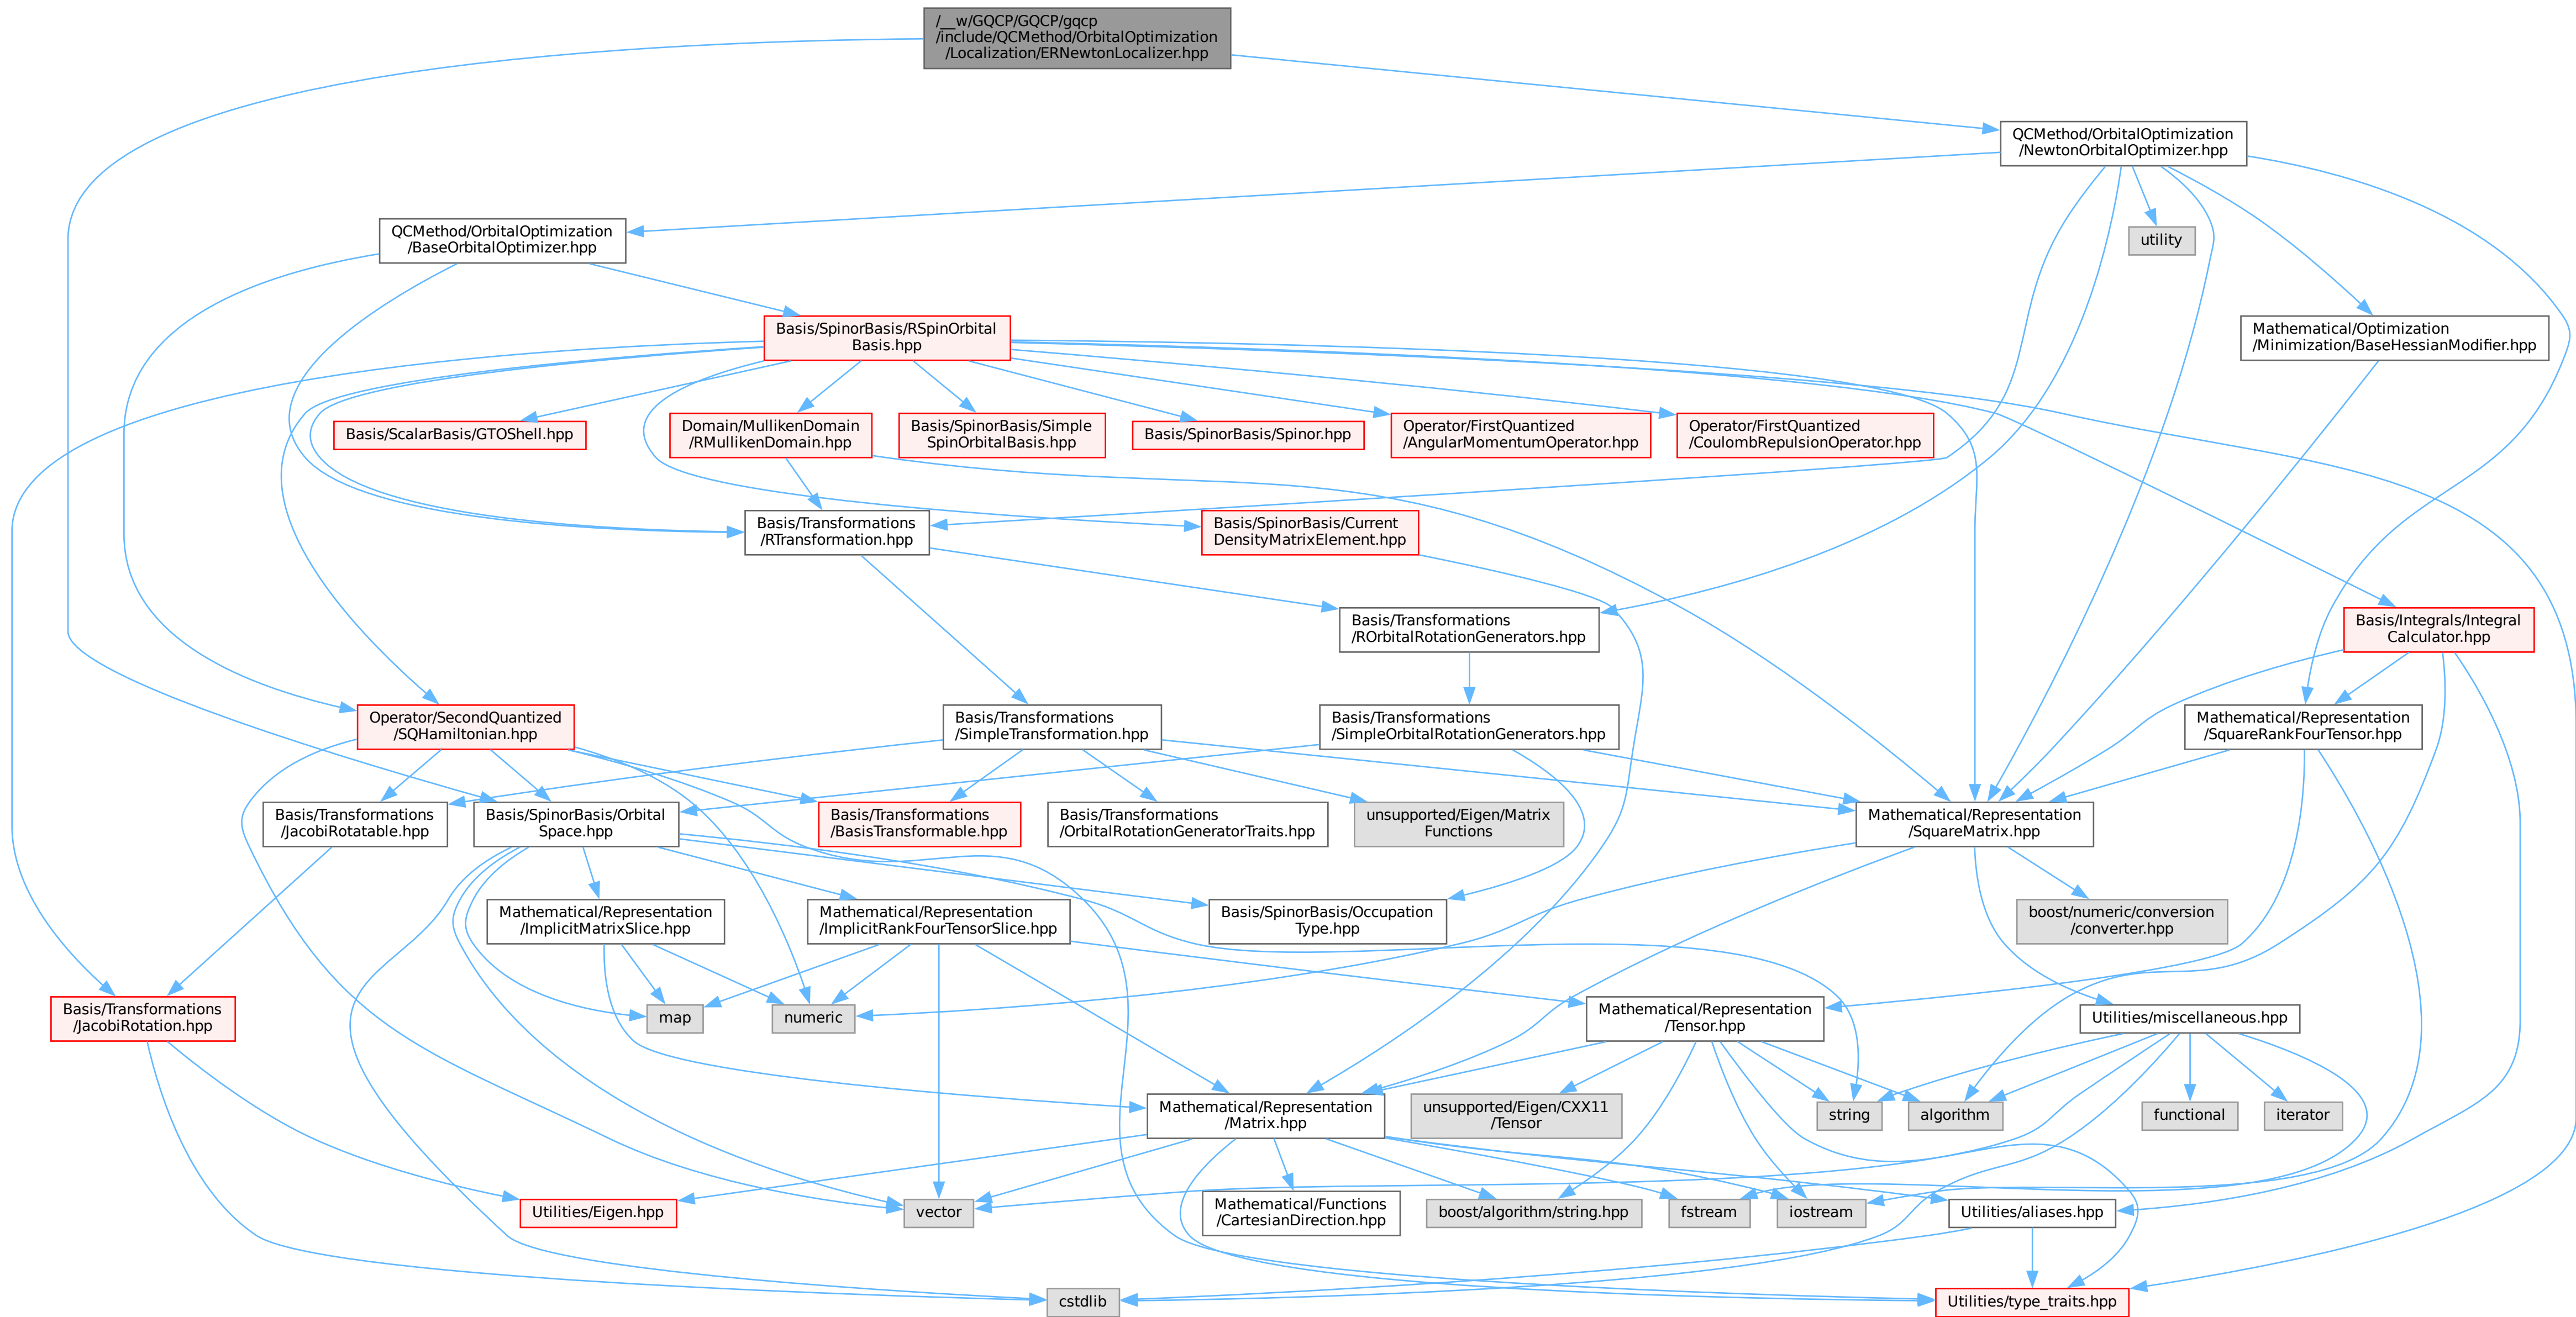 /__w/GQCP/GQCP/gqcp
/include/QCMethod/OrbitalOptimization
/Localization/ERNewtonLocalizer.hpp
QCMethod/OrbitalOptimization
/NewtonOrbitalOptimizer.hpp
QCMethod/OrbitalOptimization
/BaseOrbitalOptimizer.hpp
utility
Basis/SpinorBasis/RSpinOrbital
Basis.hpp
Mathematical/Optimization
/Minimization/BaseHessianModifier.hpp
Basis/ScalarBasis/GTOShell.hpp
Domain/MullikenDomain
/RMullikenDomain.hpp
Basis/SpinorBasis/Simple
SpinOrbitalBasis.hpp
Basis/SpinorBasis/Spinor.hpp
Operator/FirstQuantized
/AngularMomentumOperator.hpp
Operator/FirstQuantized
/CoulombRepulsionOperator.hpp
Basis/Transformations
/RTransformation.hpp
Basis/SpinorBasis/Current
DensityMatrixElement.hpp
Basis/Transformations
/ROrbitalRotationGenerators.hpp
Basis/Integrals/Integral
Calculator.hpp
Operator/SecondQuantized
/SQHamiltonian.hpp
Basis/Transformations
/SimpleTransformation.hpp
Basis/Transformations
/SimpleOrbitalRotationGenerators.hpp
Mathematical/Representation
/SquareRankFourTensor.hpp
Basis/Transformations
/JacobiRotatable.hpp
Basis/SpinorBasis/Orbital
Space.hpp
Basis/Transformations
/BasisTransformable.hpp
Basis/Transformations
/OrbitalRotationGeneratorTraits.hpp
unsupported/Eigen/Matrix
Functions
Mathematical/Representation
/SquareMatrix.hpp
Mathematical/Representation
/ImplicitMatrixSlice.hpp
Mathematical/Representation
/ImplicitRankFourTensorSlice.hpp
Basis/SpinorBasis/Occupation
Type.hpp
boost/numeric/conversion
/converter.hpp
Basis/Transformations
/JacobiRotation.hpp
map
numeric
Mathematical/Representation
/Tensor.hpp
Utilities/miscellaneous.hpp
Mathematical/Representation
/Matrix.hpp
unsupported/Eigen/CXX11
/Tensor
string
algorithm
functional
iterator
Utilities/Eigen.hpp
vector
Mathematical/Functions
/CartesianDirection.hpp
boost/algorithm/string.hpp
fstream
iostream
Utilities/aliases.hpp
cstdlib
Utilities/type_traits.hpp